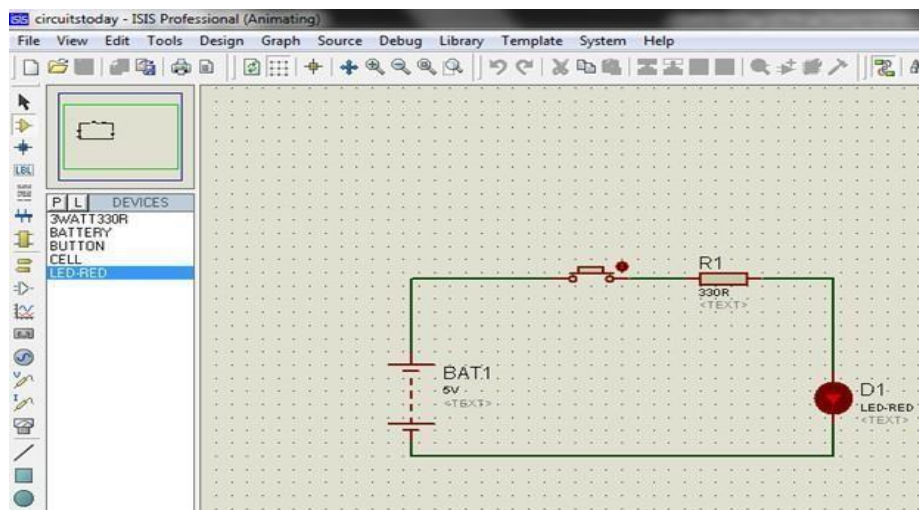 ISIS circuitstoday - ISIS Professional (Animating)
File View Edit Tools Design Graph Source Debug Library Template System Help
LBL
P L DEVICES
3WATT330R
BATTERY
BUTTON
CELL
LED-RED
R1
330R
<TEXT>
BAT1
5V
<TEXT>
D1
LED-RED
<TEXT>